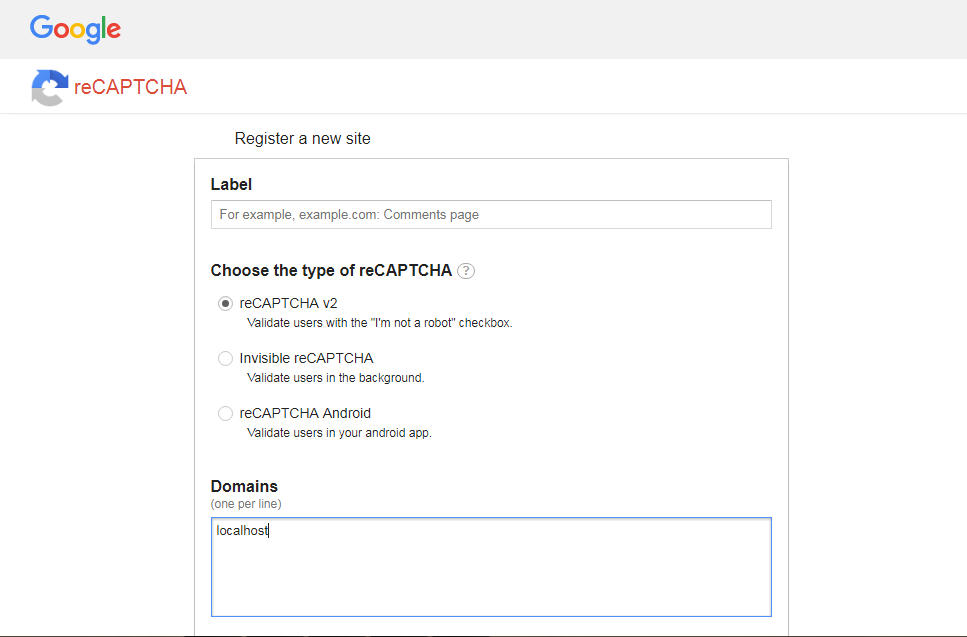 Google
reCAPTCHA
Register a new site
Label
For example, example.com: Comments page
Choose the type of reCAPTCHA ?
reCAPTCHA v2
Validate users with the "I'm not a robot" checkbox.
Invisible reCAPTCHA
Validate users in the background.
reCAPTCHA Android
Validate users in your android app.
Domains
(one per line)
localhost